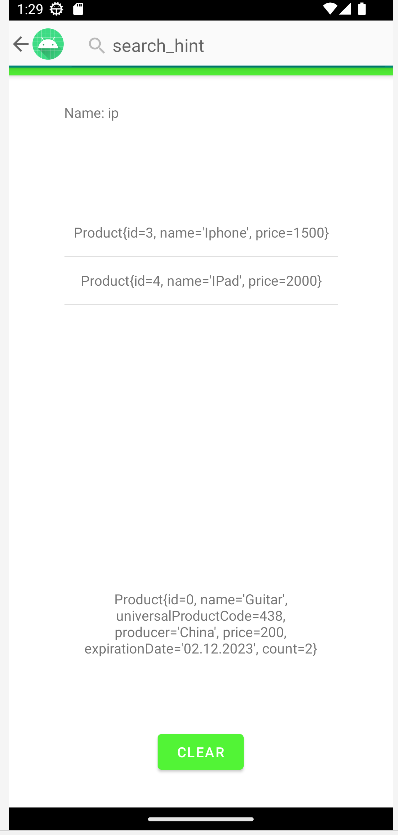 1:29
search_hint
Name: ip
Product{id=3, name='Iphone', price=1500}
Product{id=4, name='IPad', price=2000}
Product{id=0, name='Guitar',
universalProductCode=438,
producer='China', price=200,
expirationDate='02.12.2023', count=2}
CLEAR